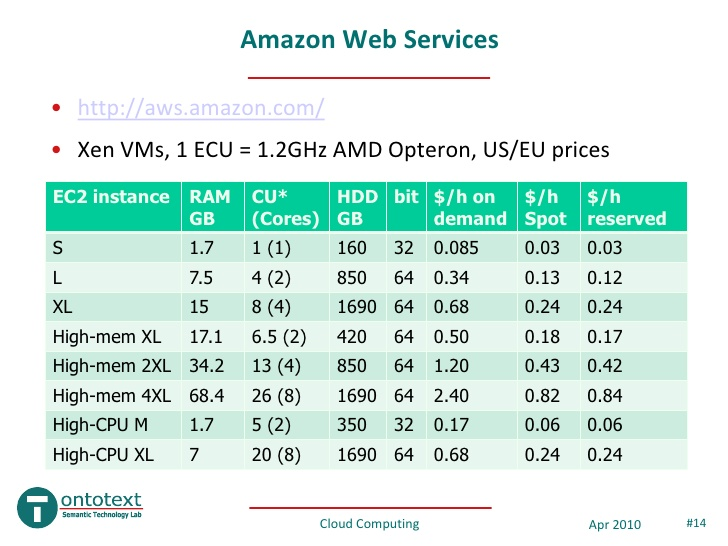 Amazon Web Services
• http://aws.amazon.com/
• Xen VMs, 1 ECU = 1.2GHz AMD Opteron, US/EU prices
EC2 instance RAM GB CU* (Cores) HDD GB bit $/h on demand $/h Spot $/h reserved
S 1.7 1 (1) 160 32 0.085 0.03 0.03
L 7.5 4 (2) 850 64 0.34 0.13 0.12
XL 15 8 (4) 1690 64 0.68 0.24 0.24
High-mem XL 17.1 6.5 (2) 420 64 0.50 0.18 0.17
High-mem 2XL 34.2 13 (4) 850 64 1.20 0.43 0.42
High-mem 4XL 68.4 26 (8) 1690 64 2.40 0.82 0.84
High-CPU M 1.7 5 (2) 350 32 0.17 0.06 0.06
High-CPU XL 7 20 (8) 1690 64 0.68 0.24 0.24
ontotext
Semantic Technology Lab
Cloud Computing Apr 2010 #14